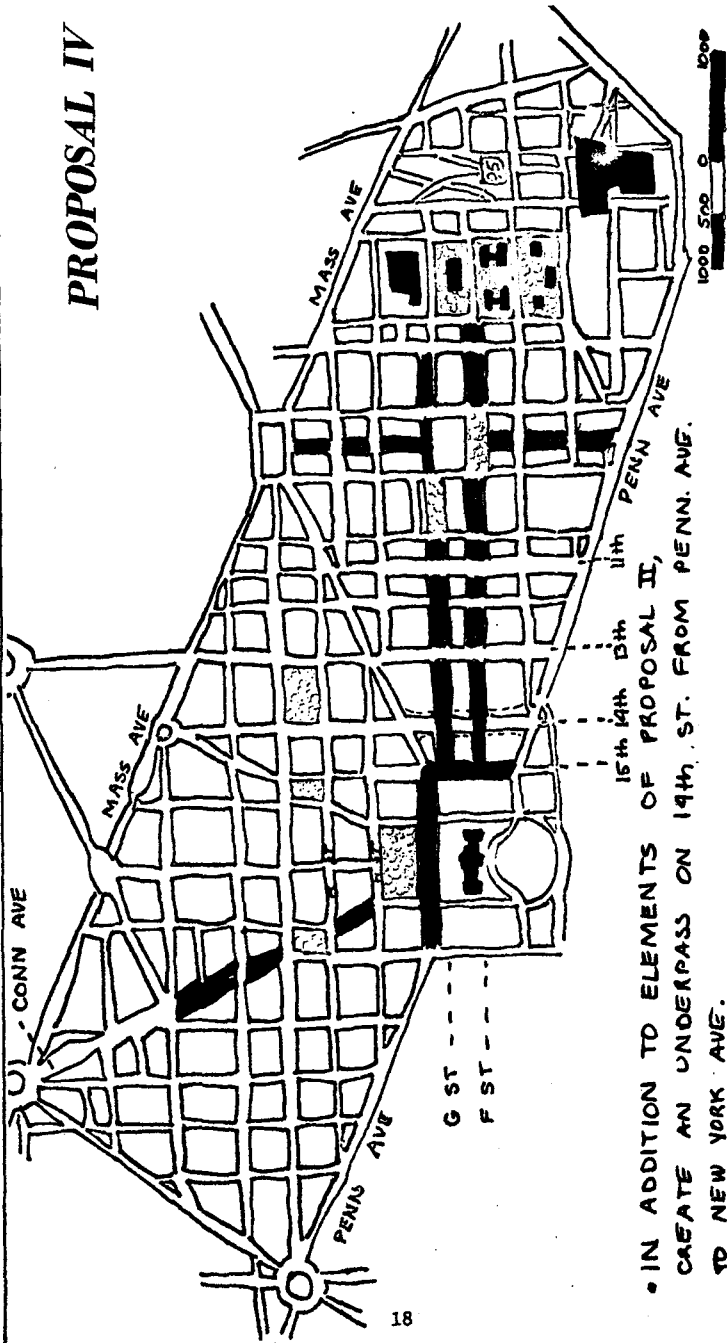 PROPOSAL IV
CONN AVE
MASS AVE
MASS AVE
95
PENN AVE
G ST
F ST
15th 14th 13th 11th
PENN AVE
• IN ADDITION TO ELEMENTS OF PROPOSAL II,
CREATE AN UNDERPASS ON 19th. ST. FROM PENN. AVE.
TO NEW YORK AVE.
1000 500 0 1000
18